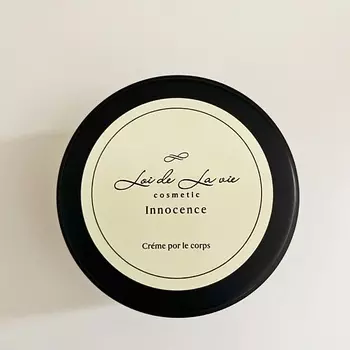 Loi de La vie
cosmetic
Innocence
Créme por le corps